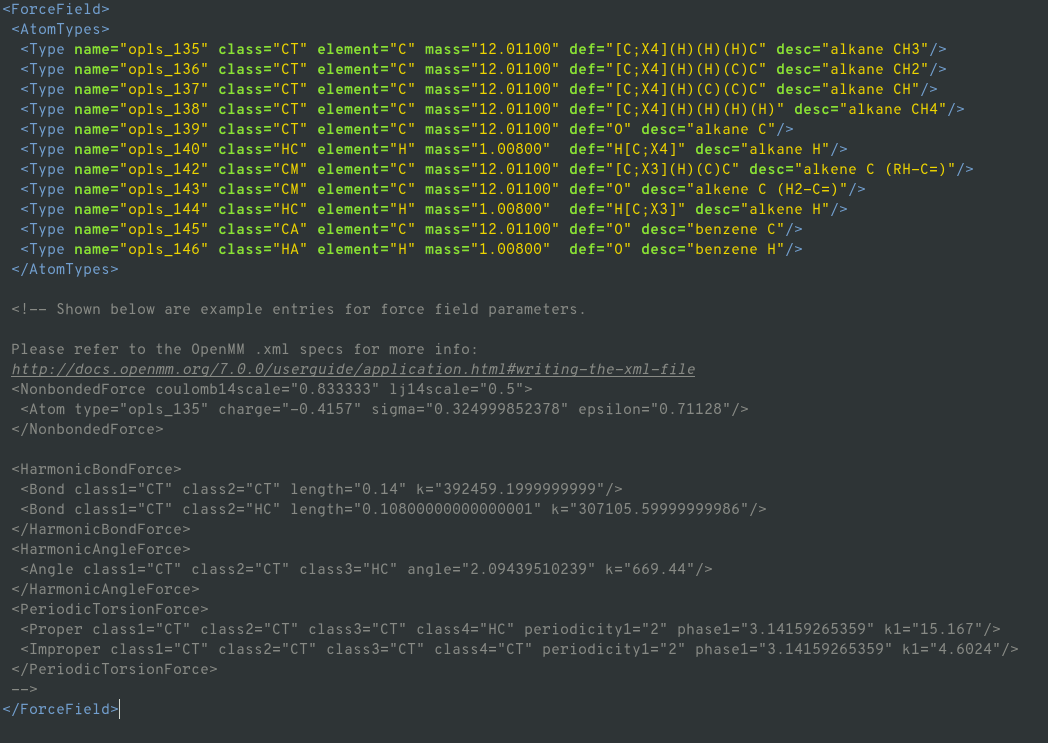 <ForceField>
<AtomTypes>
<Type name="opls_135" class="CT" element="C" mass="12.01100" def="[C;X4](H)(H)(H)C" desc="alkane CH3"/>
<Type name="opls_136" class="CT" element="C" mass="12.01100" def="[C;X4](H)(H)(C)C" desc="alkane CH2"/>
<Type name="opls_137" class="CT" element="C" mass="12.01100" def="[C;X4](H)(C)(C)C" desc="alkane CH"/>
<Type name="opls_138" class="CT" element="C" mass="12.01100" def="[C;X4](H)(H)(H)(H)" desc="alkane CH4"/>
<Type name="opls_139" class="CT" element="C" mass="12.01100" def="O" desc="alkane C"/>
<Type name="opls_140" class="HC" element="H" mass="1.00800"  def="H[C;X4]" desc="alkane H"/>
<Type name="opls_142" class="CM" element="C" mass="12.01100" def="[C;X3](H)(C)C" desc="alkene C (RH-C=)"/>
<Type name="opls_143" class="CM" element="C" mass="12.01100" def="O" desc="alkene C (H2-C=)"/>
<Type name="opls_144" class="HC" element="H" mass="1.00800"  def="H[C;X3]" desc="alkene H"/>
<Type name="opls_145" class="CA" element="C" mass="12.01100" def="O" desc="benzene C"/>
<Type name="opls_146" class="HA" element="H" mass="1.00800"  def="O" desc="benzene H"/>
</AtomTypes>
<!-- Shown below are example entries for force field parameters.
Please refer to the OpenMM .xml specs for more info:
http://docs.openmm.org/7.0.0/userguide/application.html#writing-the-xml-file
<NonbondedForce coulomb14scale="0.833333" lj14scale="0.5">
<Atom type="opls_135" charge="-0.4157" sigma="0.324999852378" epsilon="0.71128"/>
</NonbondedForce>
<HarmonicBondForce>
<Bond class1="CT" class2="CT" length="0.14" k="392459.1999999999"/>
<Bond class1="CT" class2="HC" length="0.10800000000000001" k="307105.59999999986"/>
</HarmonicBondForce>
<HarmonicAngleForce>
<Angle class1="CT" class2="CT" class3="HC" angle="2.09439510239" k="669.44"/>
</HarmonicAngleForce>
<PeriodicTorsionForce>
<Proper class1="CT" class2="CT" class3="CT" class4="HC" periodicity1="2" phase1="3.14159265359" k1="15.167"/>
<Improper class1="CT" class2="CT" class3="CT" class4="CT" periodicity1="2" phase1="3.14159265359" k1="4.6024"/>
</PeriodicTorsionForce>
-->
</ForceField>